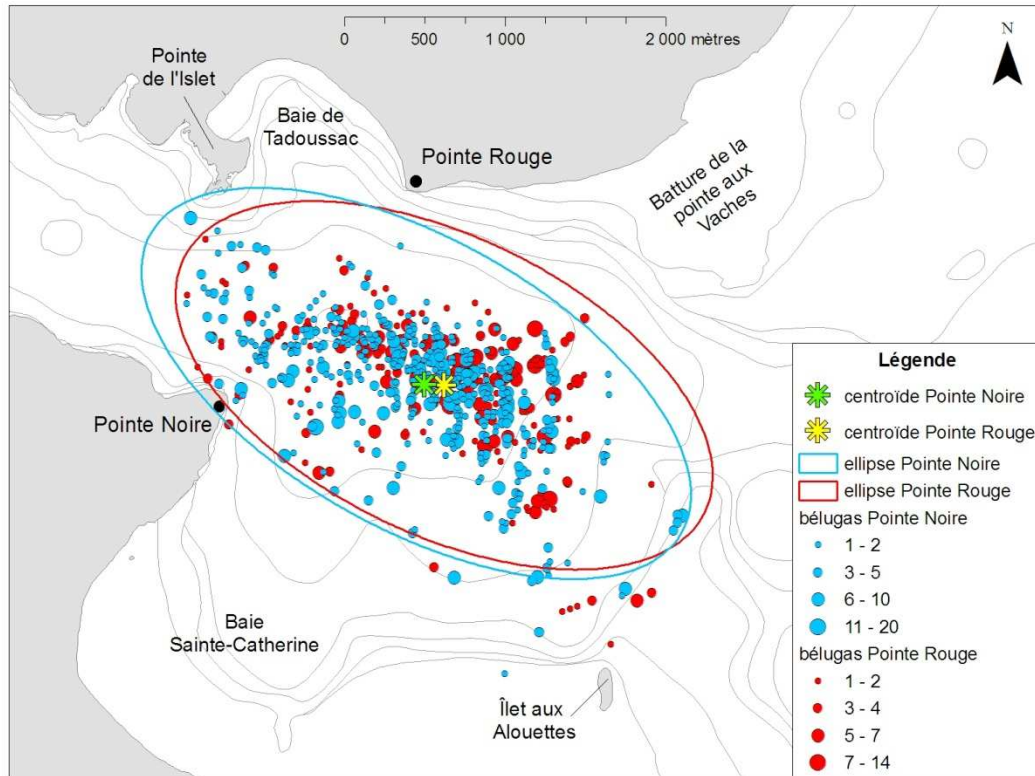 0 500 1 000 2 000 mètres
N
Pointe
de l'Islet
Baie de
Tadoussac
Pointe Rouge
Batture de la
pointe aux
Vaches
Pointe Noire
Baie
Sainte-Catherine
Îlet aux
Alouettes
Légende
centroïde Pointe Noire
centroïde Pointe Rouge
ellipse Pointe Noire
ellipse Pointe Rouge
bélugas Pointe Noire
1 - 2
3 - 5
6 - 10
11 - 20
bélugas Pointe Rouge
1 - 2
3 - 4
5 - 7
7 - 14